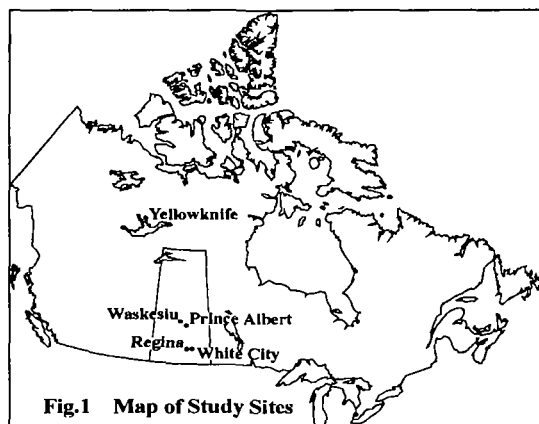 Yellowknife
Waskesiu Prince Albert
Regina White City
Fig.1 Map of Study Sites